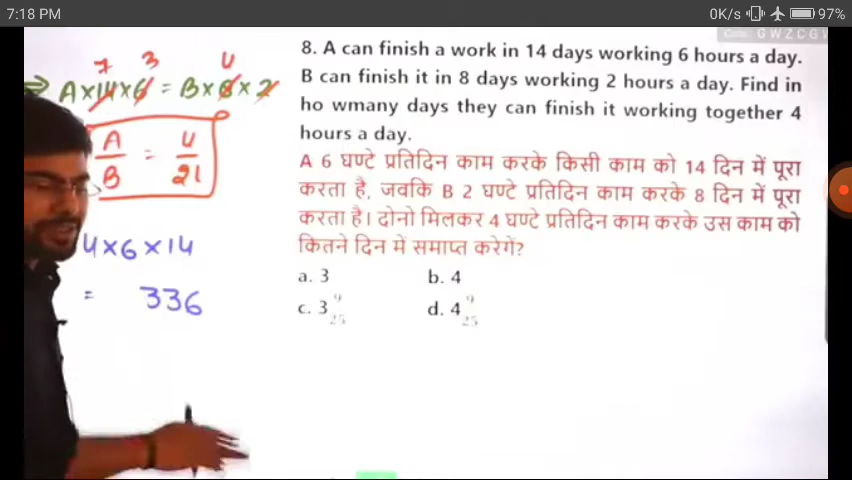 7:18 PM 0K/s 97%
Code: GWZCGW
8. A can finish a work in 14 days working 6 hours a day.
B can finish it in 8 days working 2 hours a day. Find in
ho wmany days they can finish it working together 4
hours a day.
A 6 घण्टे प्रतिदिन काम करके किसी काम को 14 दिन में पूरा
करता है, जवकि B 2 घण्टे प्रतिदिन काम करके 8 दिन में पूरा
करता है। दोनो मिलकर 4 घण्टे प्रतिदिन काम करके उस काम को
कितने दिन मे समाप्त करेगें?
a. 3 b. 4
c. 3 9/25 d. 4 9/25
7 3 4
⇒ A×14×6 = B×8×2
A/B = 4/21
4×6×14
= 336